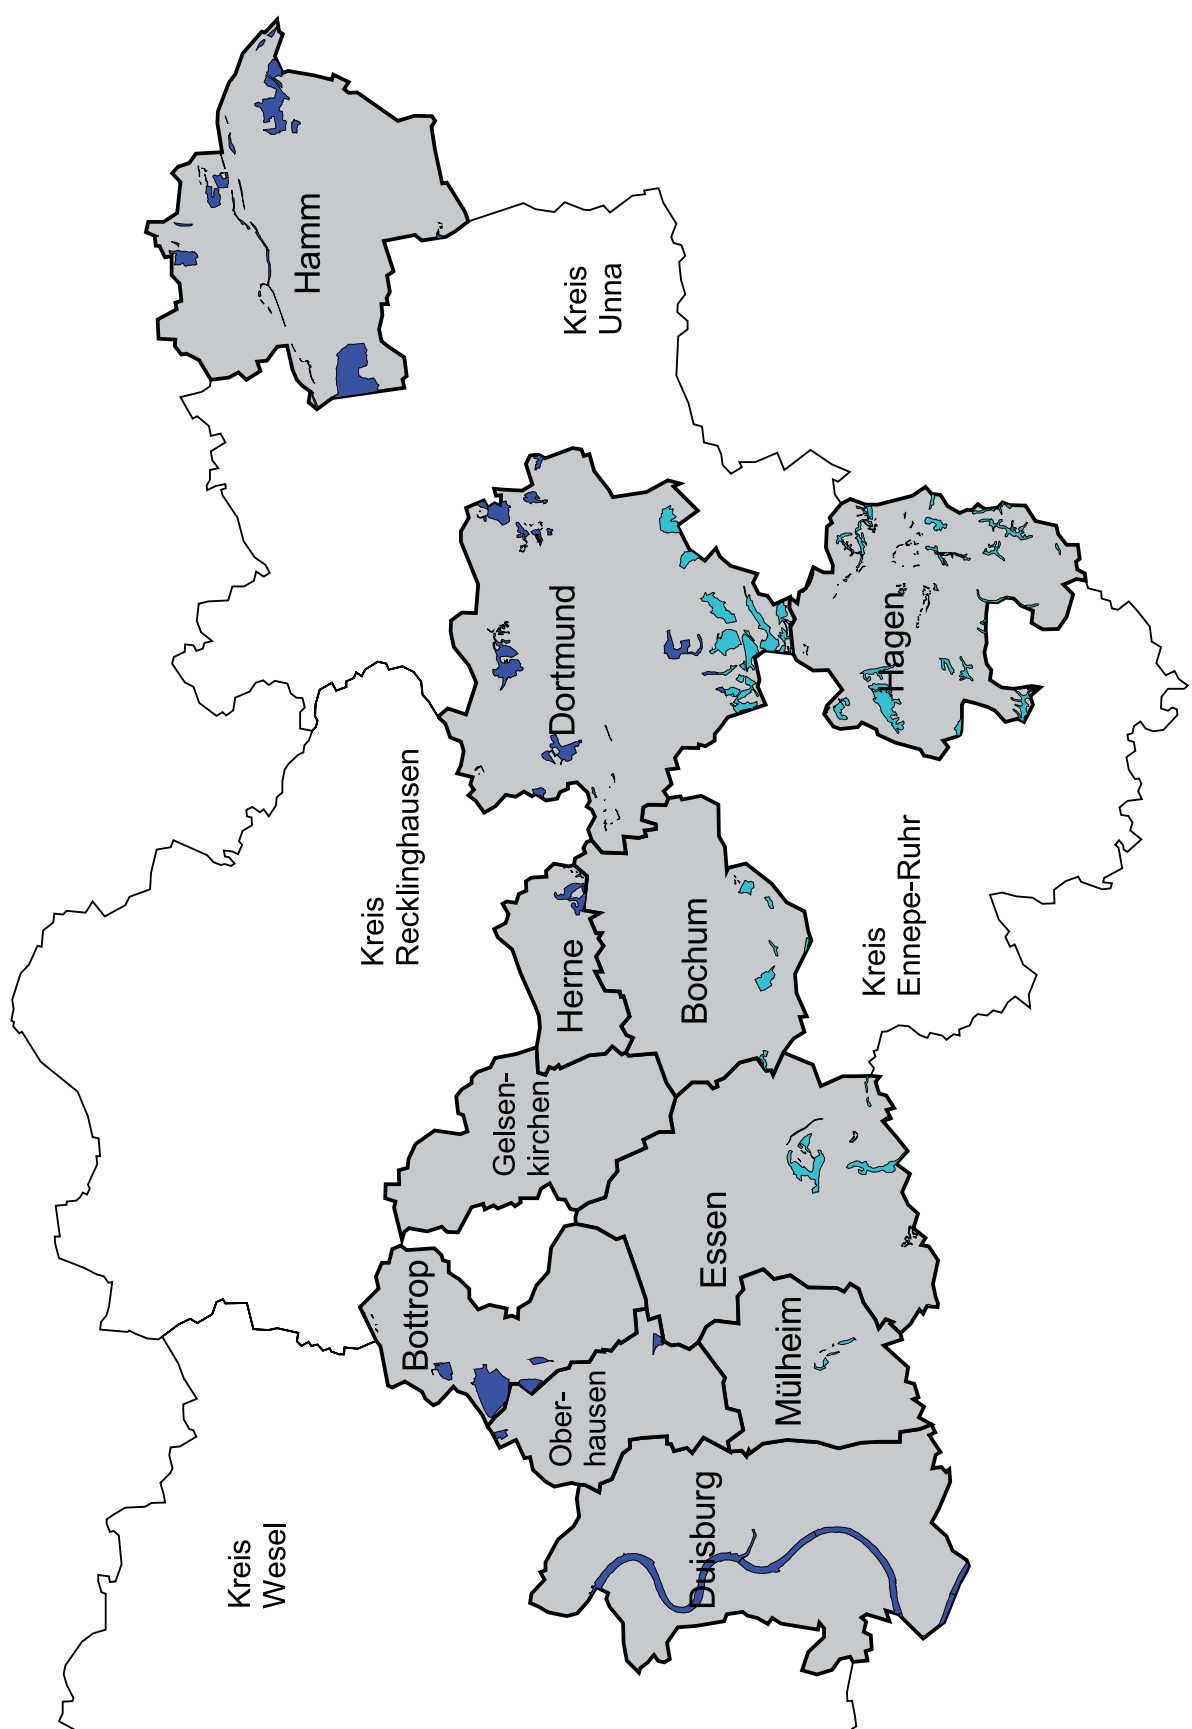 Hamm
Kreis
Unna
Dortmund
Hagen
Kreis
Recklinghausen
Herne
Bochum
Kreis
Ennepe-Ruhr
Gelsen-
kirchen
Essen
Bottrop
Mülheim
Ober-
hausen
Duisburg
Kreis
Wesel